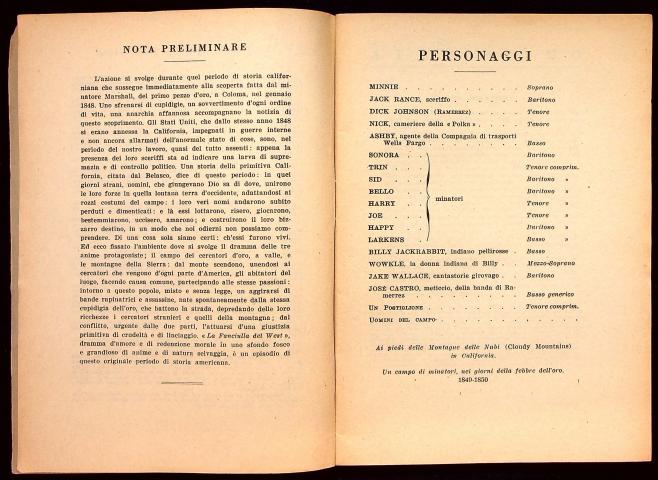 NOTA PRELIMINARE
L'azione si svolge durante quel periodo di storia califor-
niana che sussegue immediatamente alla scoperta fatta dal mi-
natore Marshall, del primo pezzo d'oro, a Coloma, nel gennaio
1848. Uno sfrenarsi di cupidigie, un sovvertimento d'ogni ordine
di vita, una anarchia affannosa accompagnano la notizia di
questo scoprimento. Gli Stati Uniti, che dello stesso anno 1848
si erano annessa la California, impegnati in guerre interne
e non ancora allarmati dell'anormale stato di cose, sono, nel
periodo del nostro lavoro, quasi del tutto assenti: appena la
presenza dei loro sceriffi sta ad indicare una larva di supre-
mazia e di controllo politico. Una storia della primitiva Cali-
fornia, citata dal Belasco, dice di questo periodo: in quei
giorni strani, uomini, che giungevano Dio sa di dove, unirono
le loro forze in quella lontana terra d'occidente, adattandosi ai
rozzi costumi del campo: i loro veri nomi andarono subito
perduti e dimenticati: e là essi lottarono, risero, giocarono,
bestemmiarono, uccisero, amarono; e costruirono il loro biz-
zarro destino, in un modo che noi odierni non possiamo com-
prendere. Di una cosa sola siamo certi: ch'essi furono vivi.
Ed ecco fissato l'ambiente dove si svolge il dramma delle tre
anime protagoniste; il campo dei cercatori d'oro, a valle, e
le montagne della Sierra: dal monte scendono, unendosi ai
cercatori che vengono d'ogni parte d'America, gli abitatori del
luogo, facendo causa comune, partecipando alle stesse passioni:
intorno a questo popolo, misto e senza legge, un aggirarsi di
bande rapinatrici e assassine, nate spontaneamente dalla stessa
cupidigia dell'oro, che battono la strada, depredando delle loro
ricchezze i cercatori stranieri e quelli della montagna; dal
conflitto, urgente dalle due parti, l'attuarsi d'una giustizia
primitiva di crudeltà e di linciaggio. « La Fanciulla del West »,
dramma d'amore e di redenzione morale in uno sfondo fosco
e grandioso di anime e di natura selvaggia, è un episodio di
questo originale periodo di storia americana.
PERSONAGGI
MINNIE . . . . . . . . . Soprano
JACK RANCE, sceriffo . . . . . . Baritono
DICK JOHNSON (RAMERREZ) . . . . . Tenore
NICK, cameriere della « Polka » . . . . . Tenore
ASHBY, agente della Compagnia di trasporti
Wells Fargo . . . . . . . Basso
SONORA . . Baritono
TRIN . . . Tenore comprim.
SID . . . Baritono »
BELLO . . Baritono »
minatori
HARRY . . Tenore »
JOE . . . Tenore »
HAPPY . . Baritono »
LARKENS . Basso »
BILLY JACKRABBIT, indiano pellirosse . Basso
WOWKLE, la donna indiana di Billy . . Mezzo-Soprano
JAKE WALLACE, cantastorie girovago . . Baritono
JOSÉ CASTRO, meticcio, della banda di Ra-
merrez . . . . . . . . Basso generico
UN POSTIGLIONE . . . . . . . Tenore comprim.
UOMINI DEL CAMPO . . . . . . .
Ai piedi delle Montagne delle Nubi (Cloudy Mountains)
in California.
Un campo di minatori, nei giorni della febbre dell'oro.
1849-1850